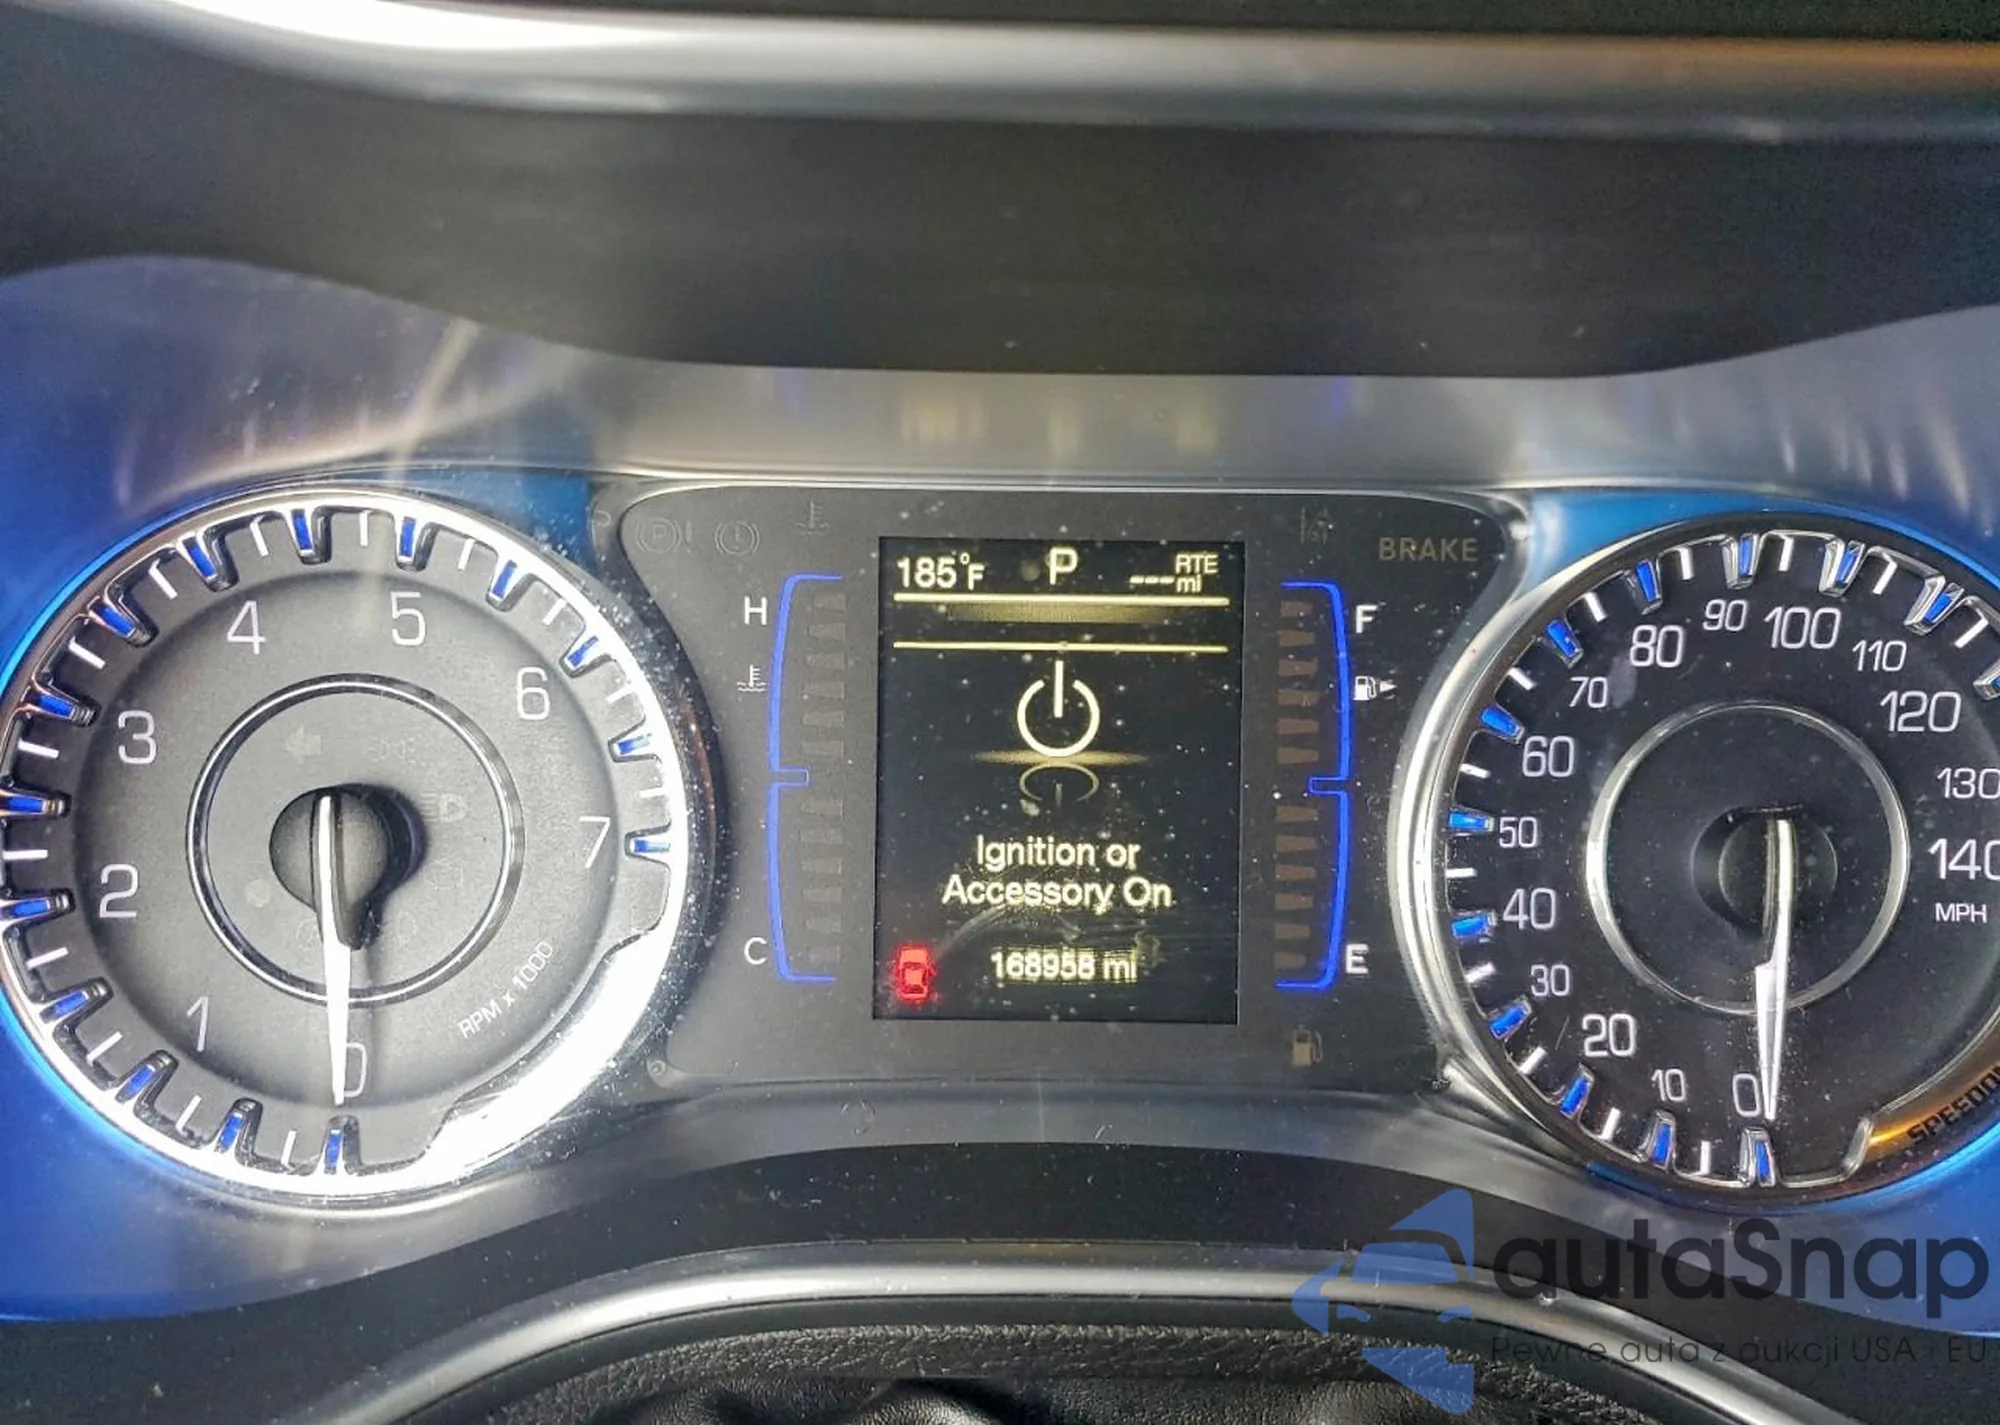 185°F P ---RTE mi
Ignition or
Accessory On
168958 mi
H
C
F
E
BRAKE
0
1
2
3
4
5
6
7
RPM x 1000
0
10
20
30
40
50
60
70
80
90
100
110
120
130
140
MPH
autaSnap
Pewne auta z aukcji USA i EU